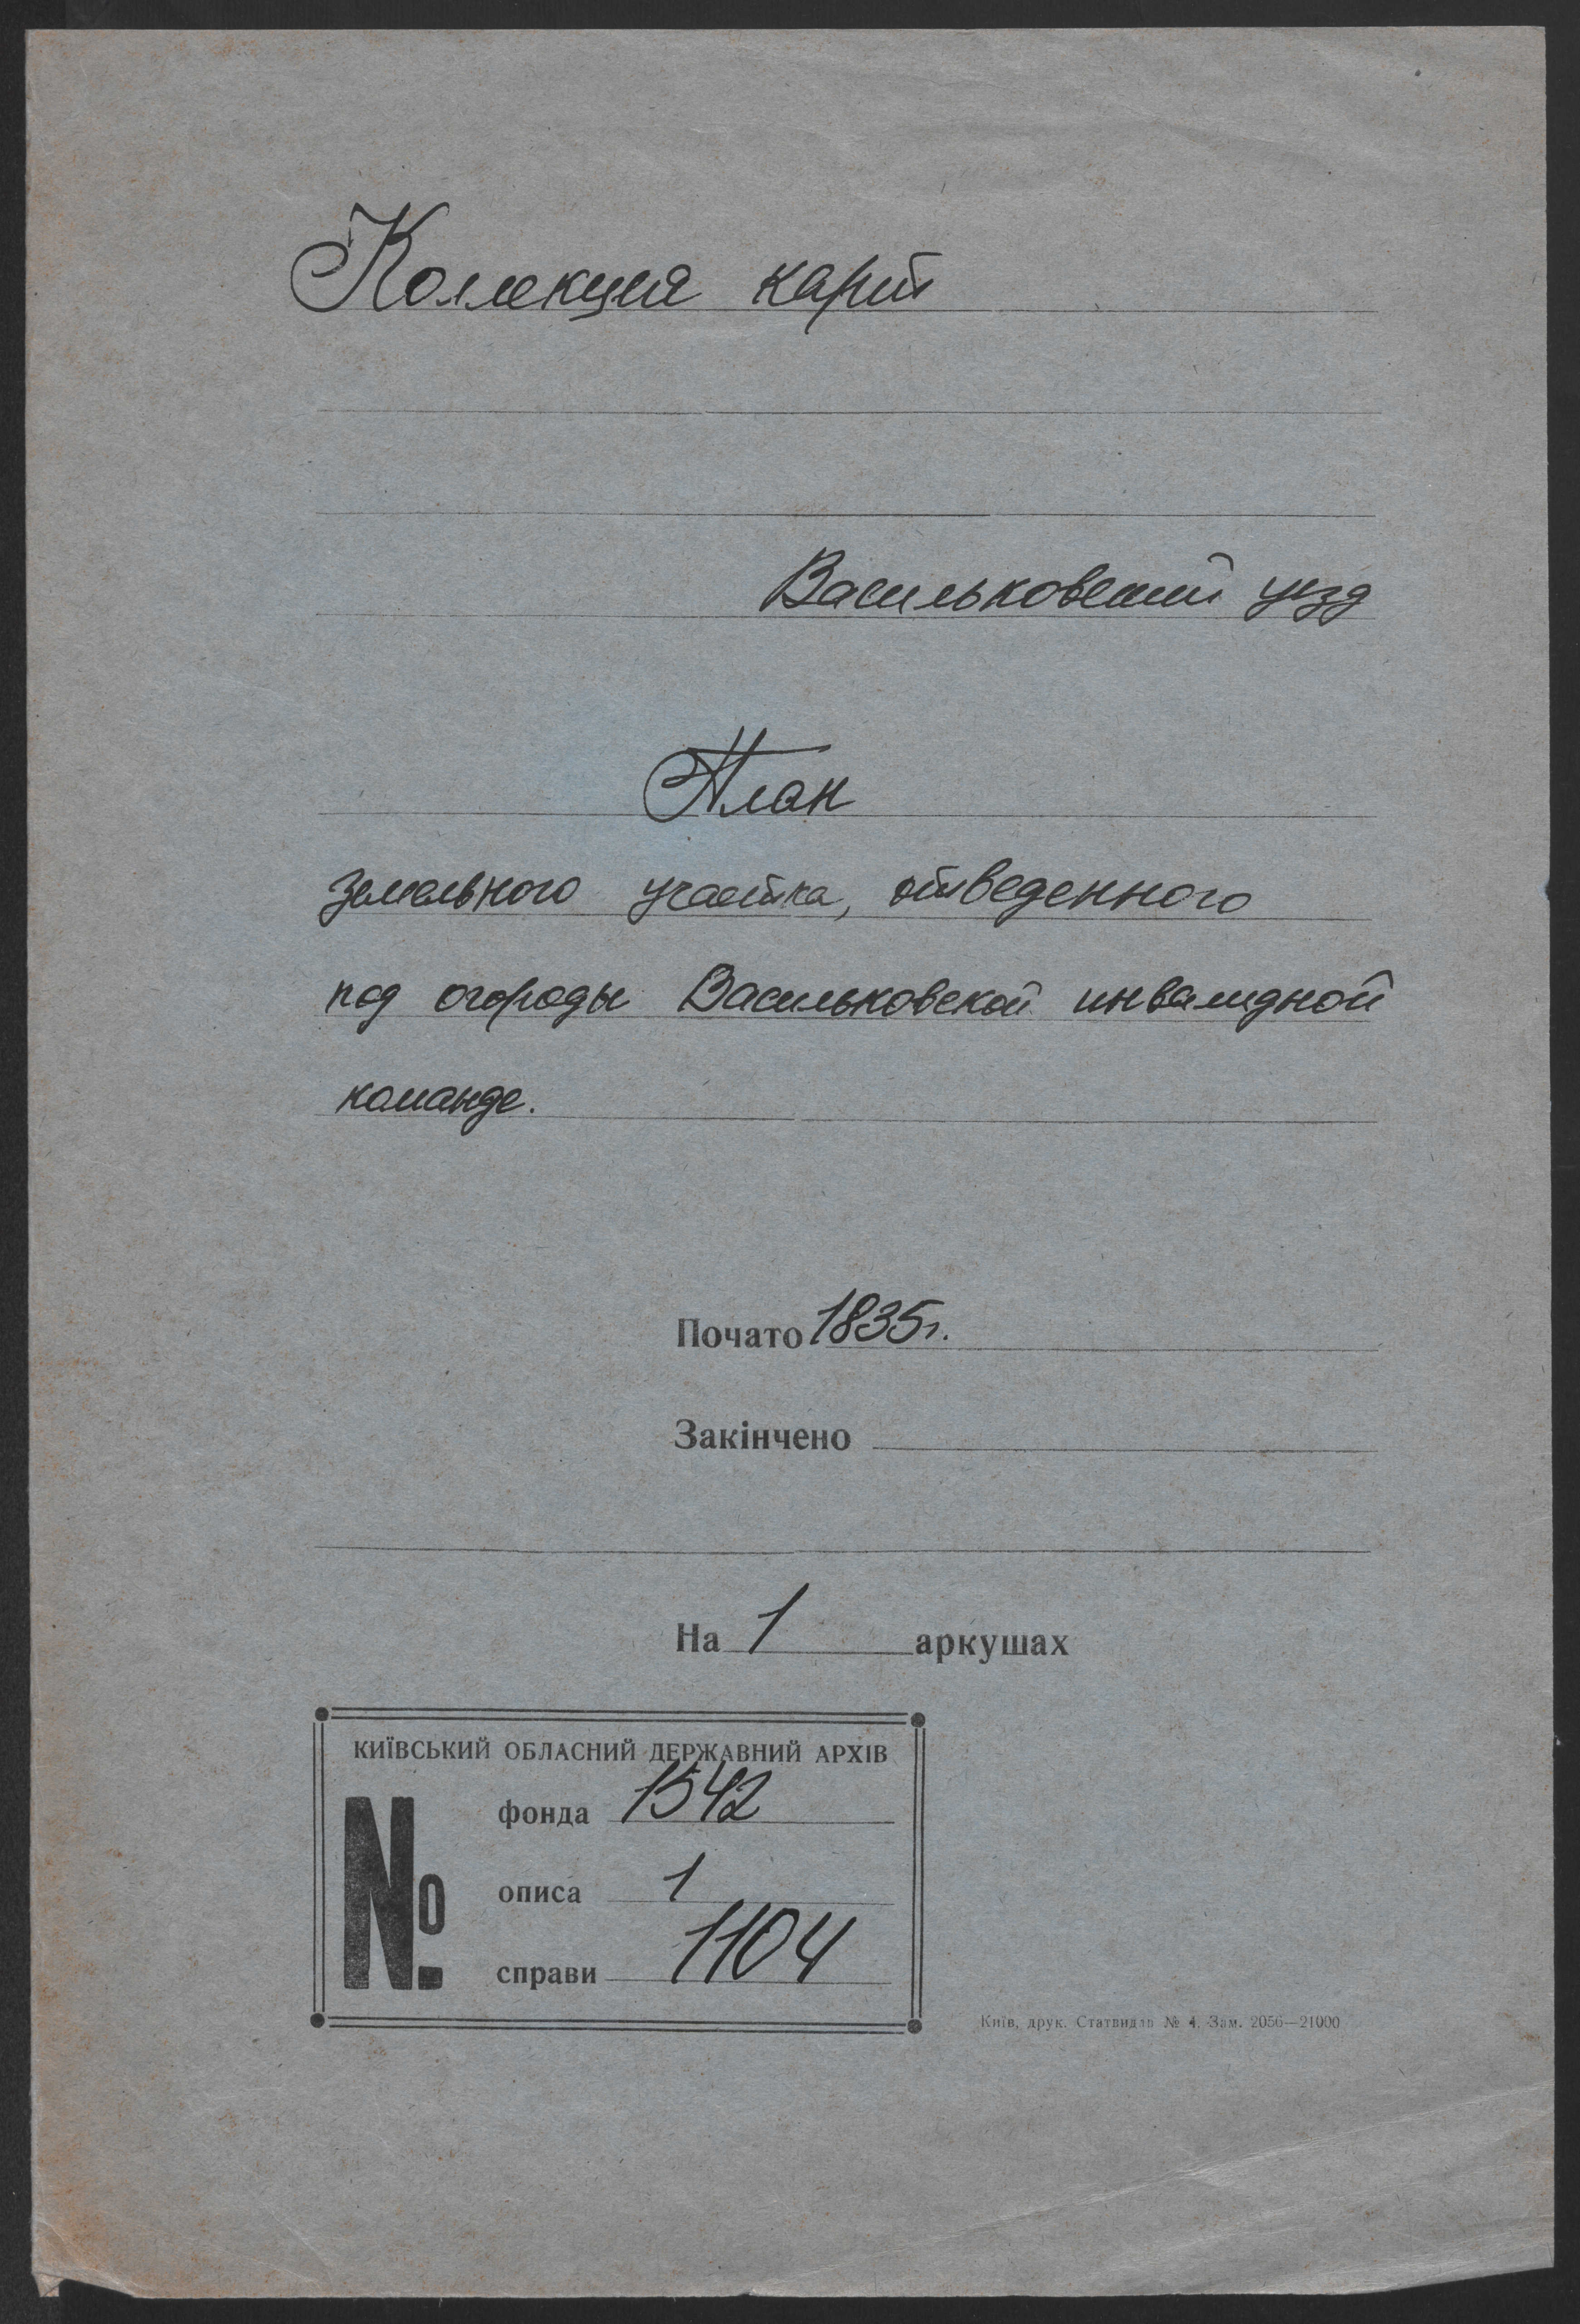 Коллекция карт
Васильковский уезд
План
земельного участка, отведенного
под огороды Васильковской инвалидной
команде.
Почато 1835г.
Закінчено
На 1 аркушах
КИЇВСЬКИЙ ОБЛАСНИЙ ДЕРЖАВНИЙ АРХІВ
№ фонда 1542
описа 1
справи 1104
Київ, друк. Статвидав № 4. Зам. 2056—21000